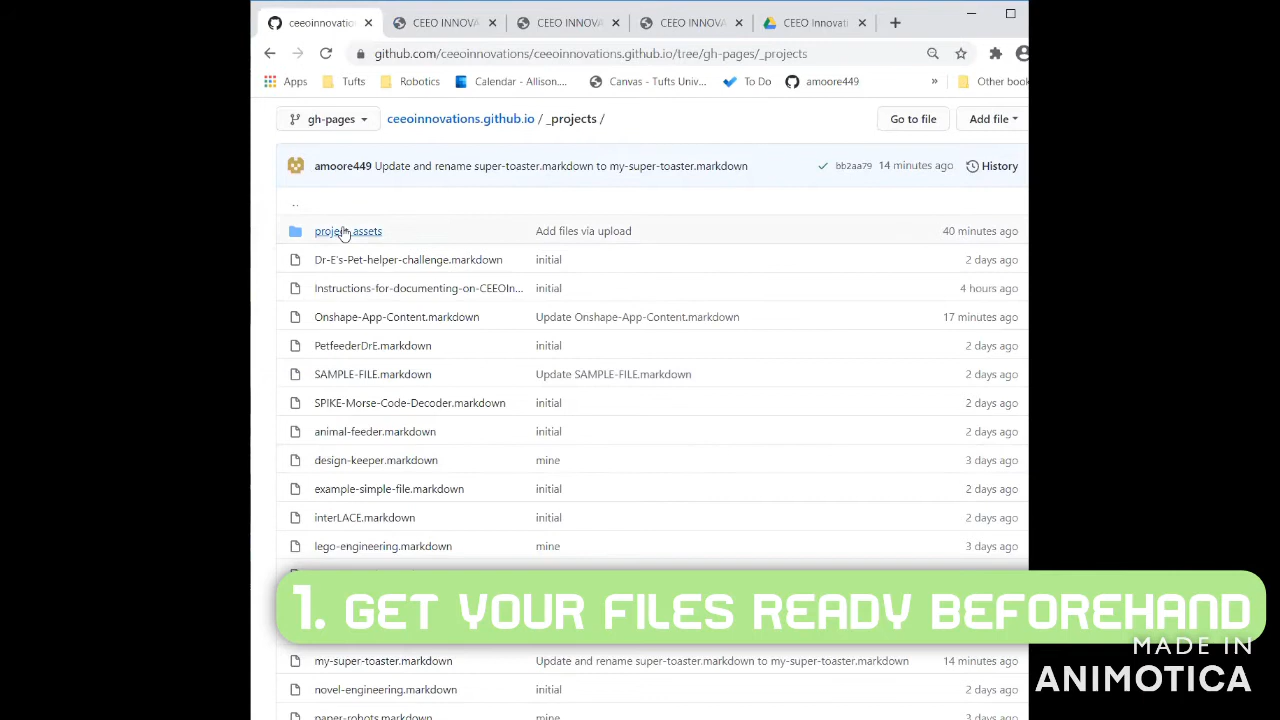 ceeoinnovatio
CEEO INNOVA
CEEO INNOVA
CEEO INNOVA
CEEO Innovati
github.com/ceeoinnovations/ceeoinnovations.github.io/tree/gh-pages/_projects
Apps
Tufts
Robotics
Calendar - Allison....
Canvas - Tufts Univ...
To Do
amoore449
»
Other book
gh-pages
ceeoinnovations.github.io / _projects /
Go to file
Add file
amoore449 Update and rename super-toaster.markdown to my-super-toaster.markdown
bb2aa79 14 minutes ago
History
..
project_assets Add files via upload 40 minutes ago
Dr-E's-Pet-helper-challenge.markdown initial 2 days ago
Instructions-for-documenting-on-CEEOIn... initial 4 hours ago
Onshape-App-Content.markdown Update Onshape-App-Content.markdown 17 minutes ago
PetfeederDrE.markdown initial 2 days ago
SAMPLE-FILE.markdown Update SAMPLE-FILE.markdown 2 days ago
SPIKE-Morse-Code-Decoder.markdown initial 2 days ago
animal-feeder.markdown initial 2 days ago
design-keeper.markdown mine 3 days ago
example-simple-file.markdown initial 2 days ago
interLACE.markdown initial 2 days ago
lego-engineering.markdown mine 3 days ago
1. GET YOUR FILES READY BEFOREHAND
MADE IN
ANIMOTICA
my-super-toaster.markdown Update and rename super-toaster.markdown to my-super-toaster.markdown 14 minutes ago
novel-engineering.markdown initial 2 days ago
paper-robots.markdown mine 3 days ago